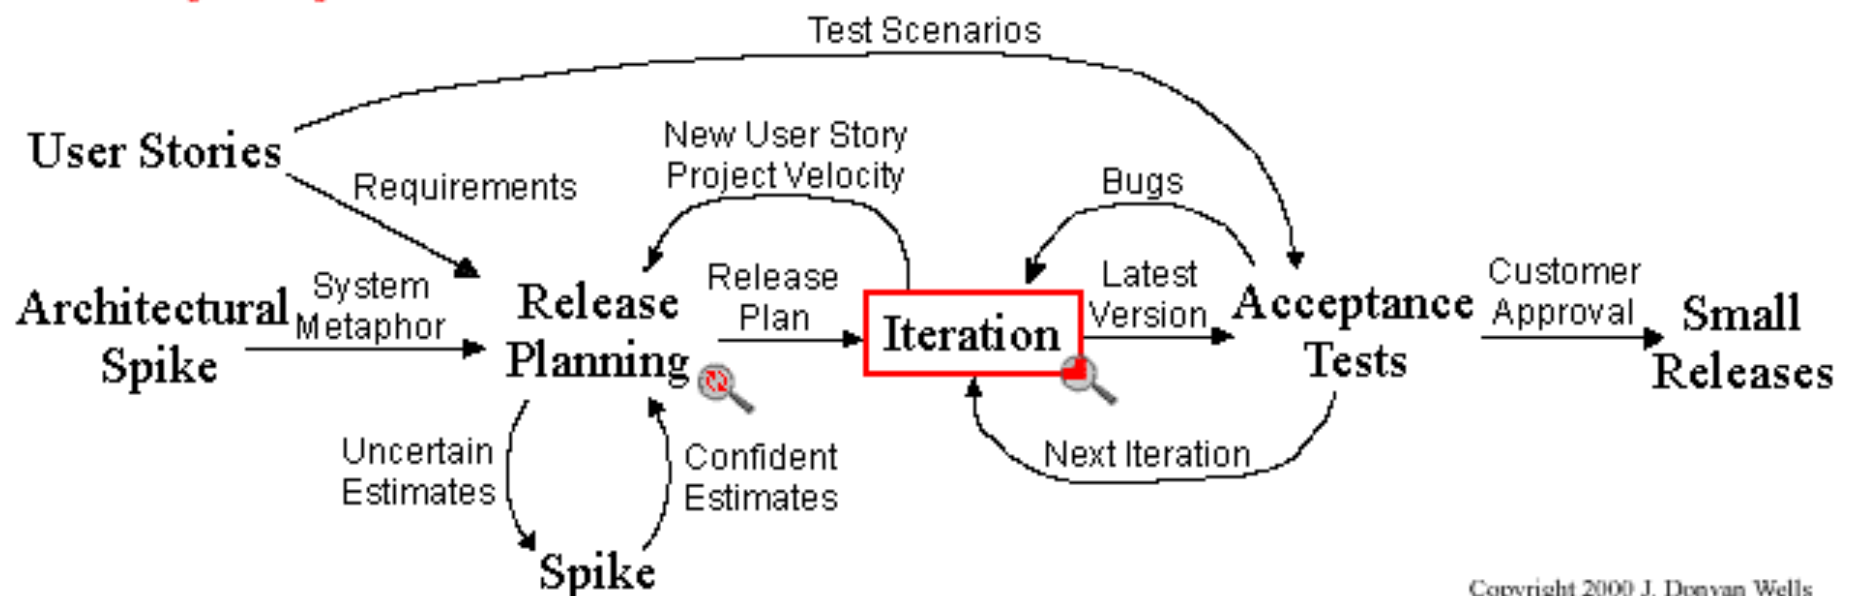 Test Scenarios
User Stories
New User Story
Project Velocity
Requirements
Bugs
Architectural
Spike
System
Metaphor
Release
Planning
Release
Plan
Iteration
Latest
Version
Acceptance
Tests
Customer
Approval
Small
Releases
Uncertain
Estimates
Confident
Estimates
Next Iteration
Spike
Copyright 2000 J. Donvan Wells